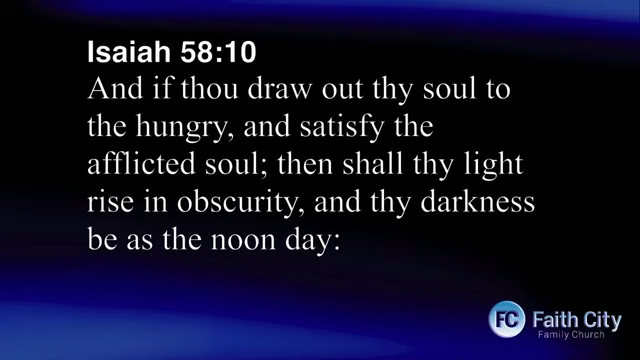 Isaiah 58:10
And if thou draw out thy soul to
the hungry, and satisfy the
afflicted soul; then shall thy light
rise in obscurity, and thy darkness
be as the noon day:
FC Faith City
Family Church